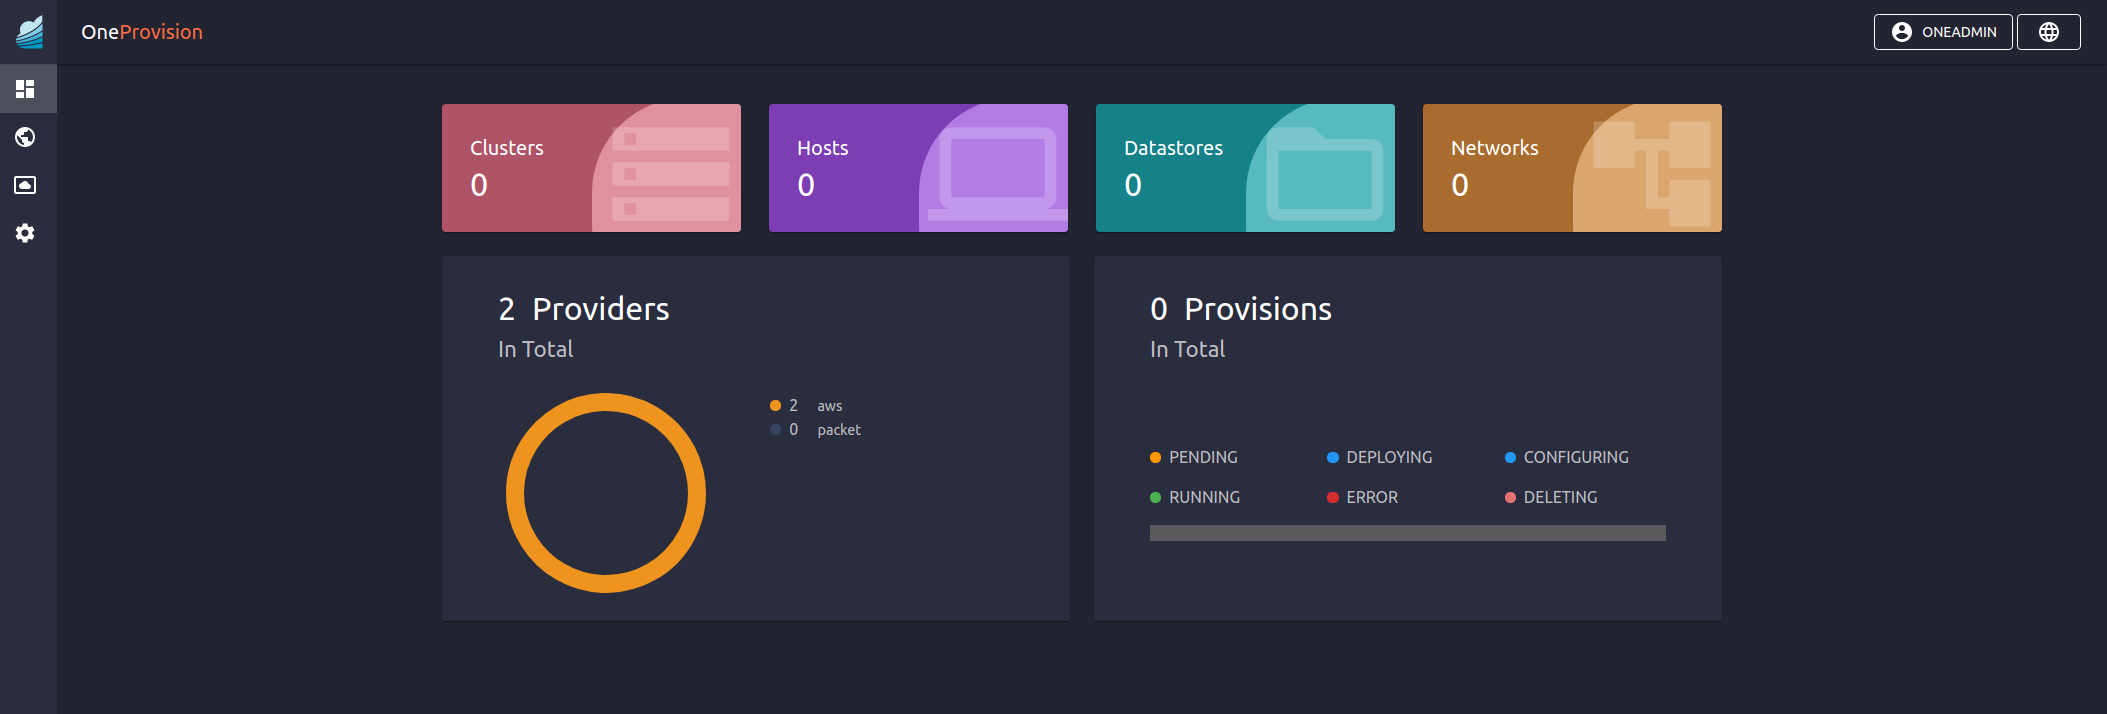 OneProvision
ONEADMIN
Clusters
0
Hosts
0
Datastores
0
Networks
0
2 Providers
In Total
2 aws
0 packet
0 Provisions
In Total
PENDING DEPLOYING CONFIGURING
RUNNING ERROR DELETING